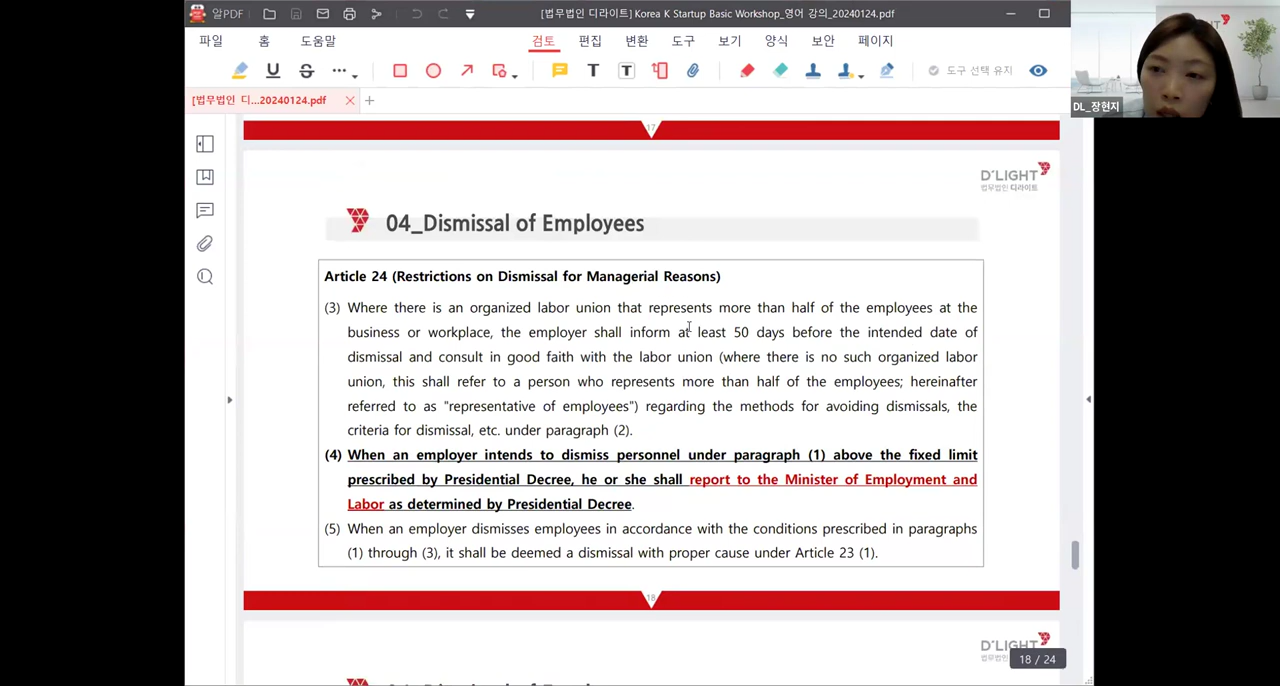 알PDF
[법무법인 디라이트] Korea K Startup Basic Workshop_영어 강의_20240124.pdf
파일 홈 도움말 검토 편집 변환 도구 보기 양식 보안 페이지
도구 선택 유지
[법무법인 디...20240124.pdf
DL_장현지
17
D'LIGHT
법무법인 디라이트
04_Dismissal of Employees
Article 24 (Restrictions on Dismissal for Managerial Reasons)
(3) Where there is an organized labor union that represents more than half of the employees at the
business or workplace, the employer shall inform at least 50 days before the intended date of
dismissal and consult in good faith with the labor union (where there is no such organized labor
union, this shall refer to a person who represents more than half of the employees; hereinafter
referred to as "representative of employees") regarding the methods for avoiding dismissals, the
criteria for dismissal, etc. under paragraph (2).
(4) When an employer intends to dismiss personnel under paragraph (1) above the fixed limit
prescribed by Presidential Decree, he or she shall report to the Minister of Employment and
Labor as determined by Presidential Decree.
(5) When an employer dismisses employees in accordance with the conditions prescribed in paragraphs
(1) through (3), it shall be deemed a dismissal with proper cause under Article 23 (1).
18
D'LIGHT
18 / 24